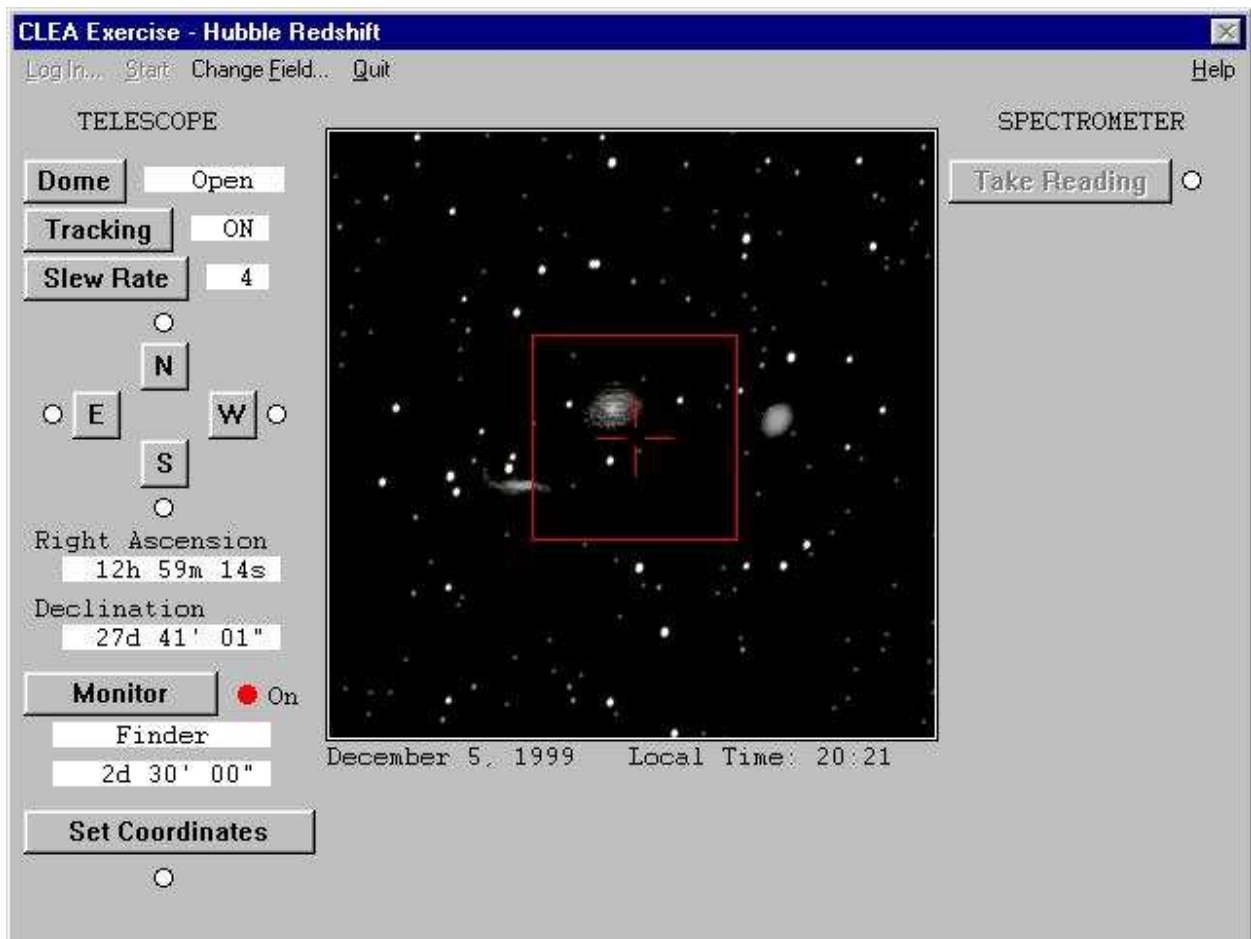 CLEA Exercise - Hubble Redshift
Log In... Start Change Field... Quit Help
TELESCOPE
SPECTROMETER
Dome Open
Take Reading
Tracking ON
Slew Rate 4
N
E W
S
Right Ascension
12h 59m 14s
Declination
27d 41' 01"
Monitor On
Finder
2d 30' 00"
December 5, 1999 Local Time: 20:21
Set Coordinates